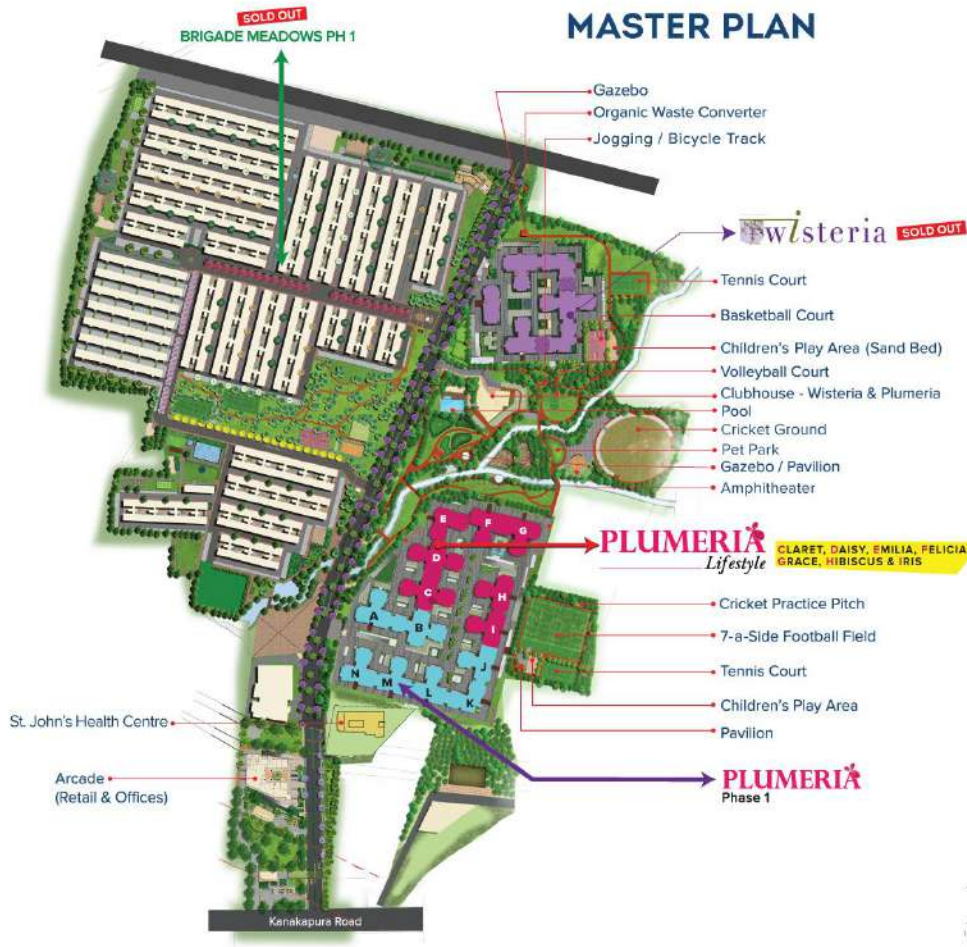 MASTER PLAN
SOLD OUT
BRIGADE MEADOWS PH 1
Gazebo
Organic Waste Converter
Jogging / Bicycle Track
wisteria SOLD OUT
Tennis Court
Basketball Court
Children's Play Area (Sand Bed)
Volleyball Court
Clubhouse - Wisteria & Plumeria
Pool
Cricket Ground
Pet Park
Gazebo / Pavilion
Amphitheater
E F G
D
C
H
I
A B
J
N M L K
PLUMERIA
Lifestyle
CLARET, DAISY, EMILIA, FELICIA
GRACE, HIBISCUS & IRIS
Cricket Practice Pitch
7-a-Side Football Field
Tennis Court
Children's Play Area
Pavilion
St. John's Health Centre
Arcade
(Retail & Offices)
PLUMERIA
Phase 1
Kanakapura Road